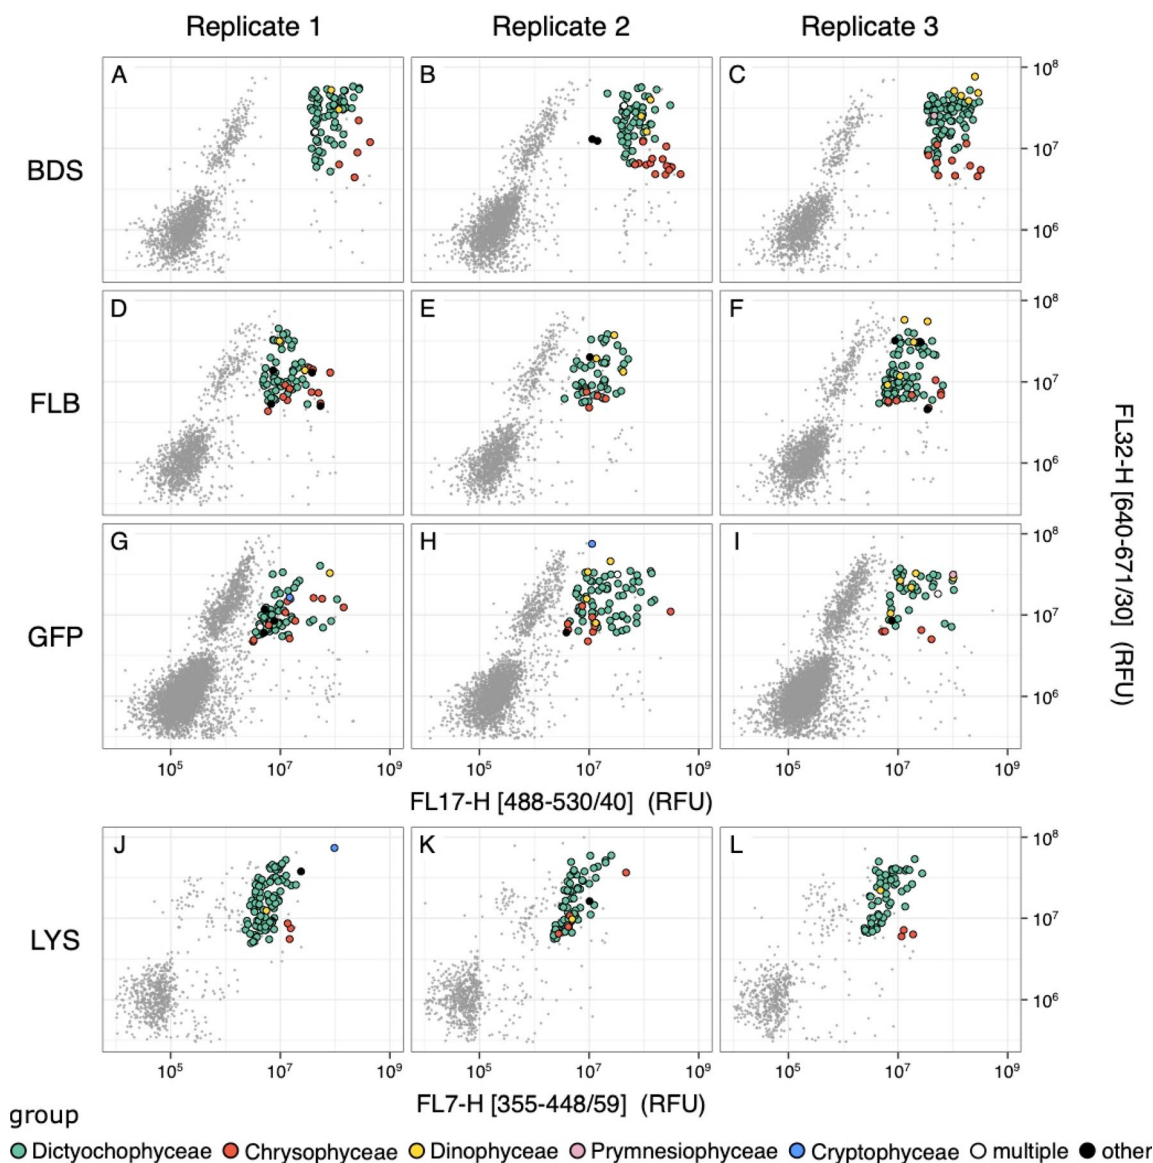 Replicate 1 Replicate 2 Replicate 3
A B C 10⁸
BDS 10⁷
10⁶
D E F 10⁸
FLB 10⁷
10⁶
G H I 10⁸
GFP 10⁷
10⁶
10⁵ 10⁷ 10⁹ 10⁵ 10⁷ 10⁹ 10⁵ 10⁷ 10⁹
FL17-H [488-530/40] (RFU)
FL32-H [640-671/30] (RFU)
J K L 10⁸
LYS 10⁷
10⁶
10⁵ 10⁷ 10⁹ 10⁵ 10⁷ 10⁹ 10⁵ 10⁷ 10⁹
FL7-H [355-448/59] (RFU)
group
Dictyochophyceae Chrysophyceae Dinophyceae Prymnesiophyceae Cryptophyceae multiple other